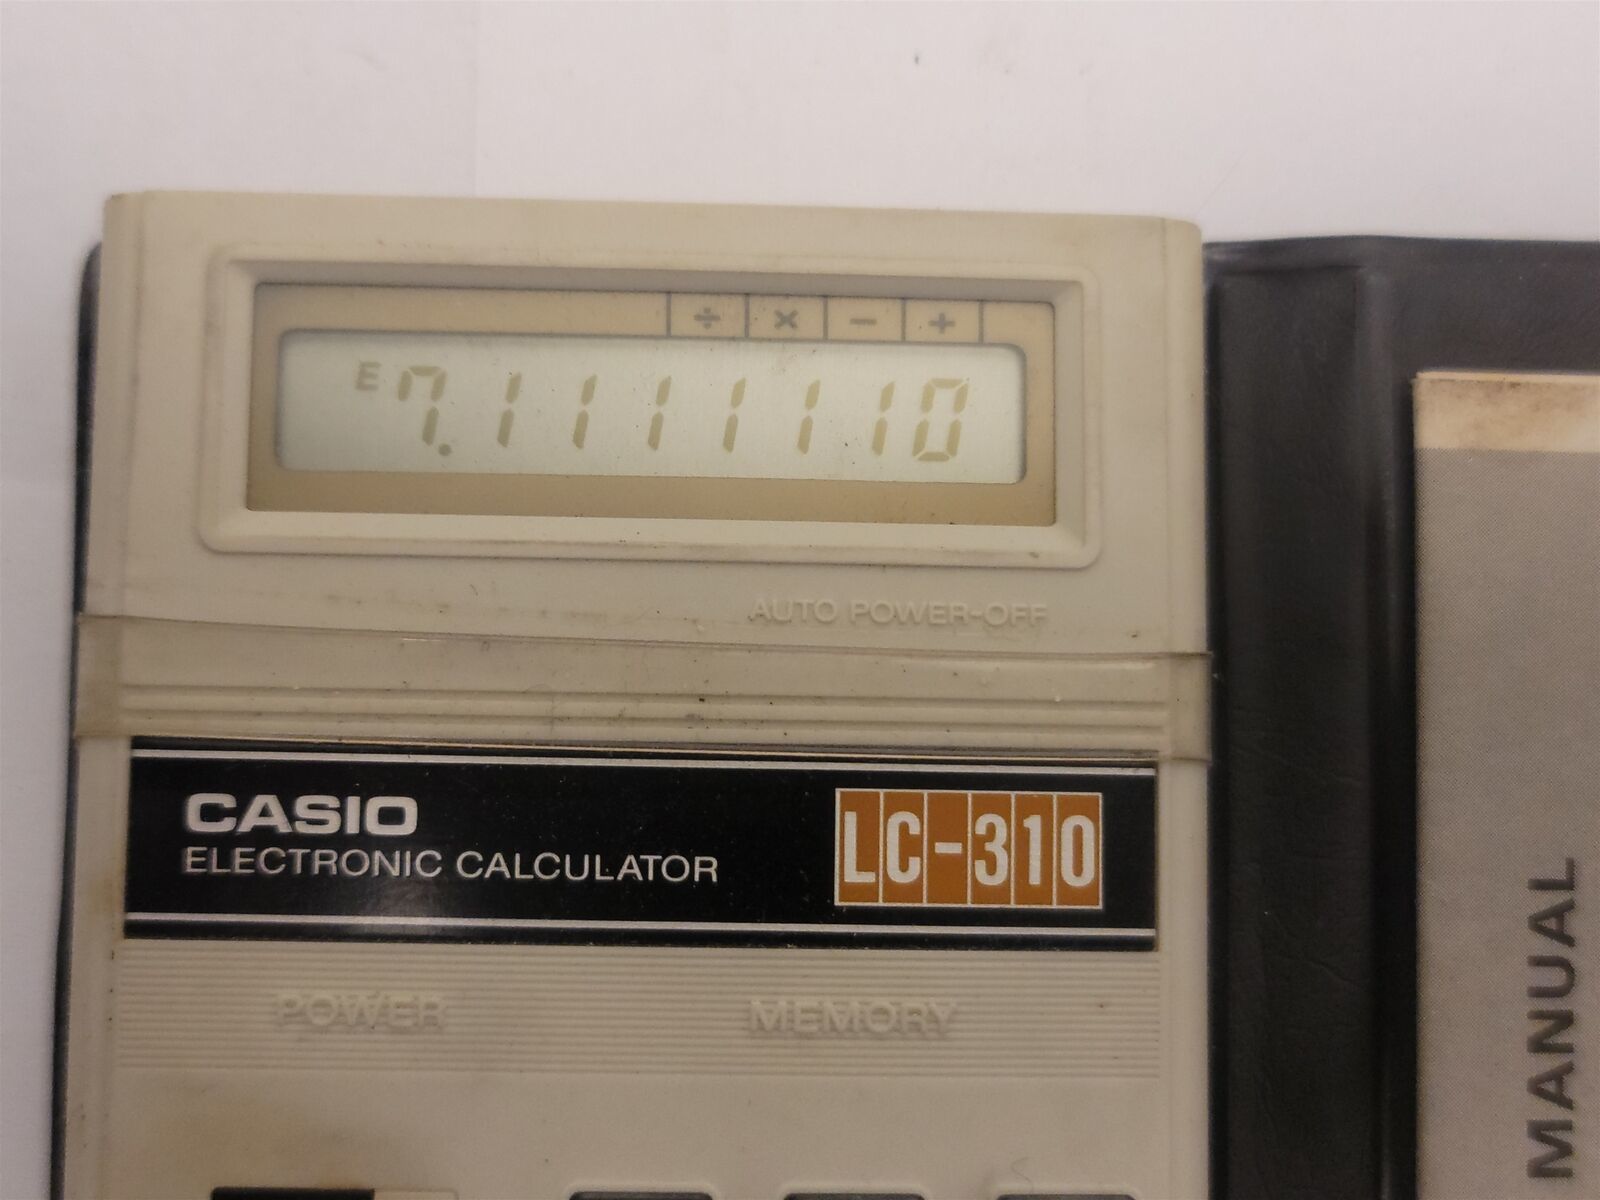 ÷ × − +
E 7.1111110
AUTO POWER-OFF
CASIO
ELECTRONIC CALCULATOR
LC-310
POWER MEMORY
MANUAL